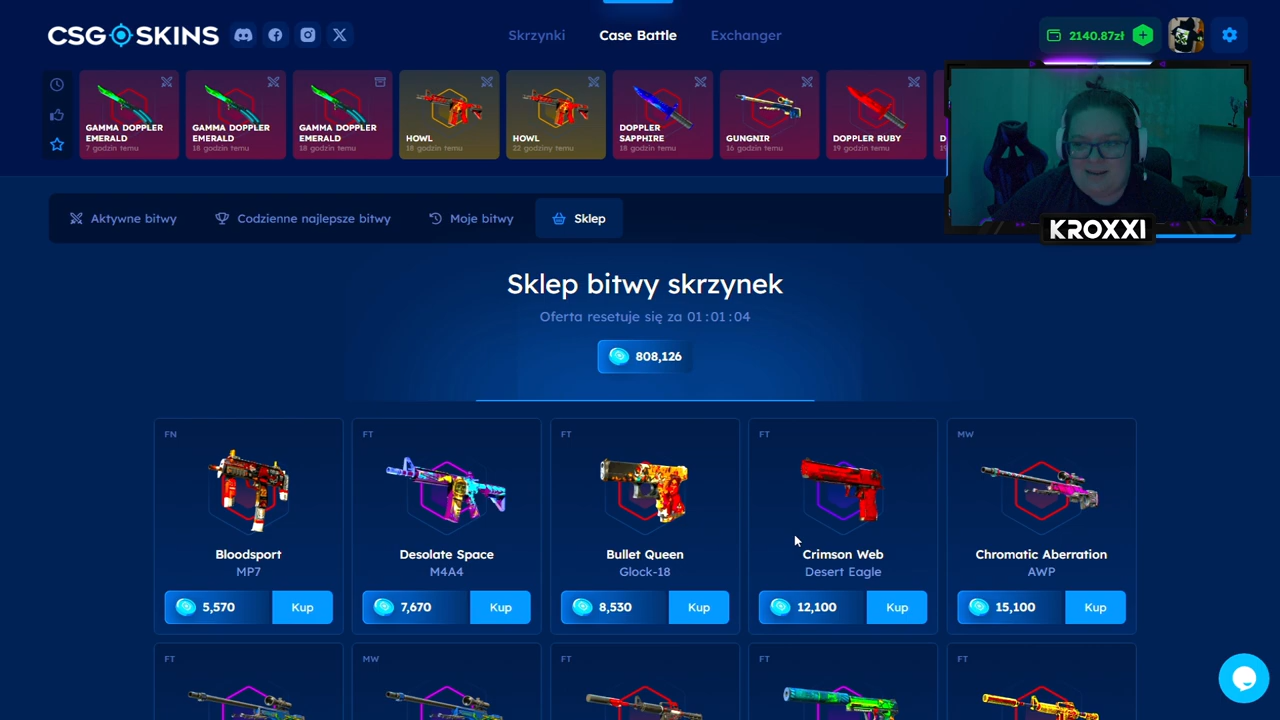 CSG SKINS
Skrzynki
Case Battle
Exchanger
2140.87zł
GAMMA DOPPLER
EMERALD
7 godzin temu
GAMMA DOPPLER
EMERALD
18 godzin temu
GAMMA DOPPLER
EMERALD
18 godzin temu
HOWL
18 godzin temu
HOWL
22 godziny temu
DOPPLER
SAPPHIRE
18 godzin temu
GUNGNIR
16 godzin temu
DOPPLER RUBY
19 godzin temu
KROXXI
Aktywne bitwy
Codzienne najlepsze bitwy
Moje bitwy
Sklep
Sklep bitwy skrzynek
Oferta resetuje się za 01:01:04
808,126
FN
Bloodsport
MP7
5,570
Kup
FT
Desolate Space
M4A4
7,670
Kup
FT
Bullet Queen
Glock-18
8,530
Kup
FT
Crimson Web
Desert Eagle
12,100
Kup
MW
Chromatic Aberration
AWP
15,100
Kup
FT
MW
FT
FT
FT